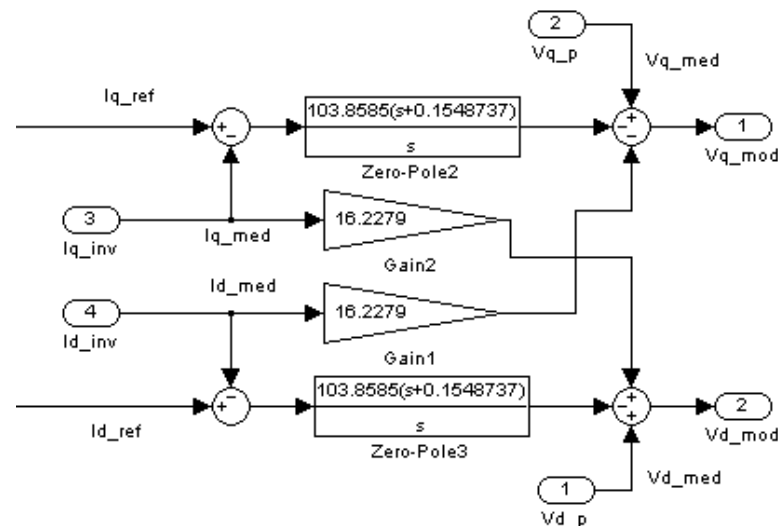 2
Vq_p
Vq_med
Iq_ref
103.8585(s+0.1548737)
s
Zero-Pole2
1
Vq_mod
3
Iq_inv
Iq_med
16.2279
Gain2
4
Id_inv
Id_med
16.2279
Gain1
103.8585(s+0.1548737)
s
Zero-Pole3
Id_ref
2
Vd_mod
1
Vd_p
Vd_med